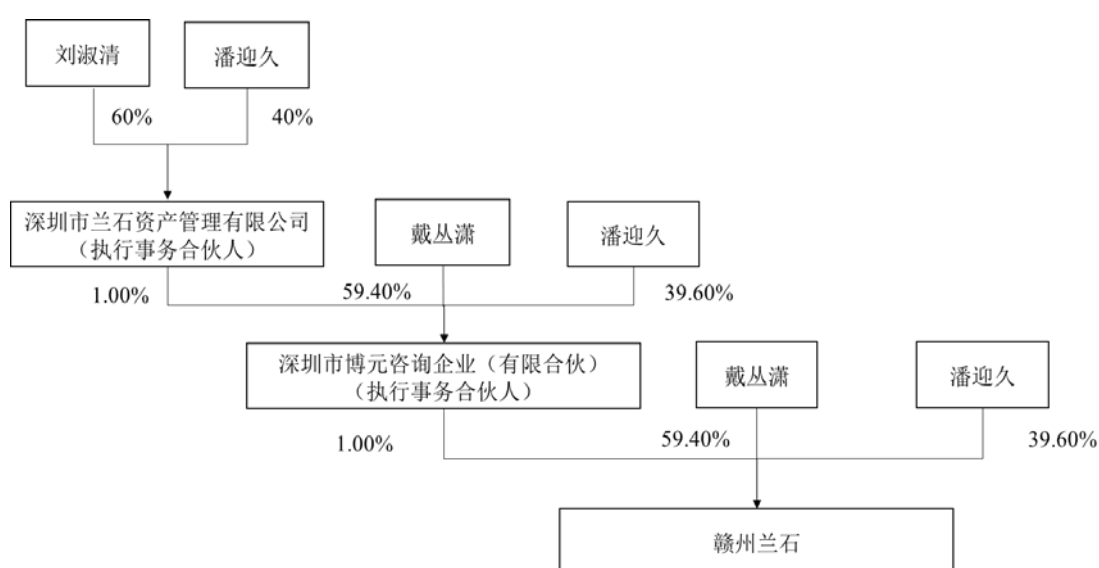 刘淑清
潘迎久
60%
40%
深圳市兰石资产管理有限公司
（执行事务合伙人）
戴丛潇
潘迎久
1.00%
59.40%
39.60%
深圳市博元咨询企业（有限合伙）
（执行事务合伙人）
戴丛潇
潘迎久
1.00%
59.40%
39.60%
赣州兰石